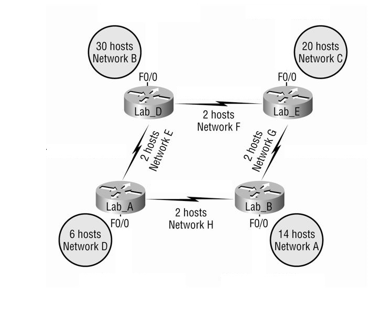 30 hosts
Network B
20 hosts
Network C
F0/0
F0/0
Lab_D
2 hosts
Network F
Lab_E
2 hosts
Network E
2 hosts
Network G
Lab_A
2 hosts
Network H
Lab_B
F0/0
F0/0
6 hosts
Network D
14 hosts
Network A